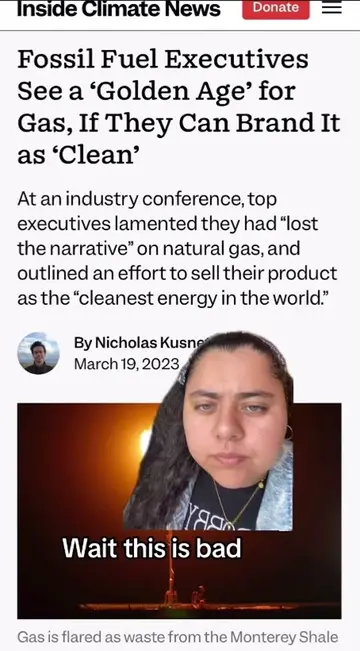 Inside Climate News
Donate
Fossil Fuel Executives
See a ‘Golden Age’ for
Gas, If They Can Brand It
as ‘Clean’
At an industry conference, top
executives lamented they had “lost
the narrative” on natural gas, and
outlined an effort to sell their product
as the “cleanest energy in the world.”
By Nicholas
March 19, 2023
Wait this is bad
Gas is flared as waste from the Monterey Shale